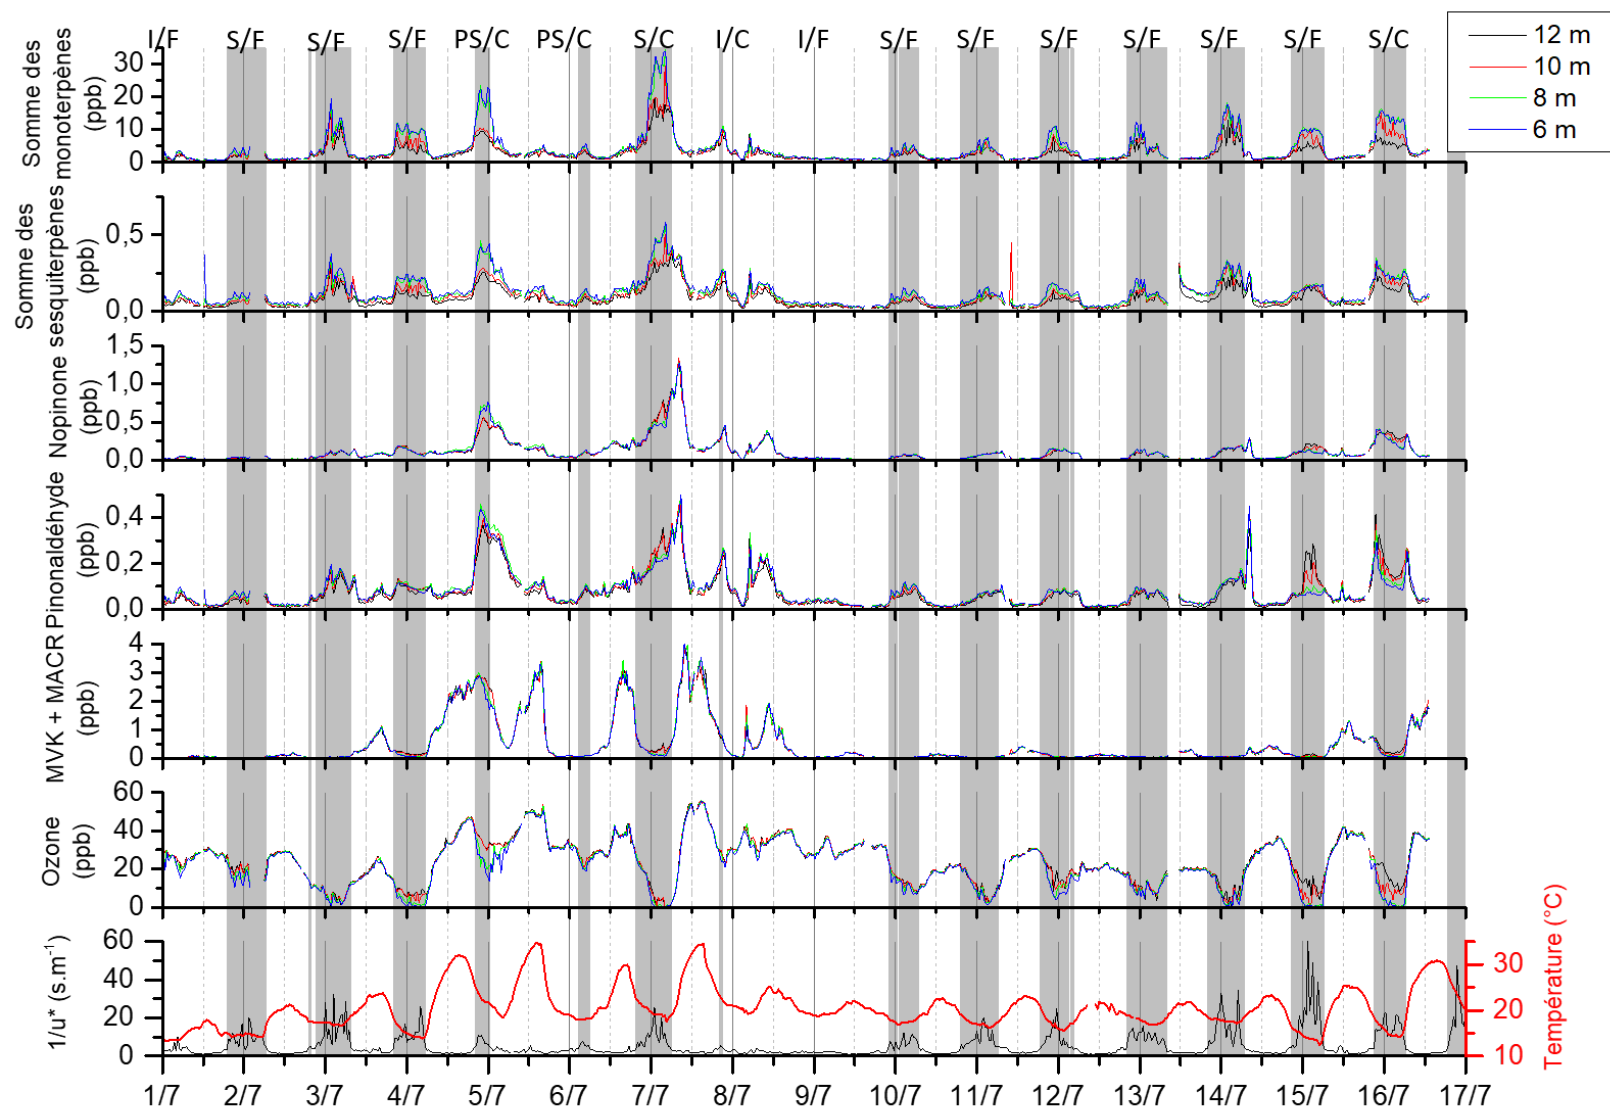 I/F S/F S/F S/F PS/C PS/C S/C I/C I/F S/F S/F S/F S/F S/F S/F S/C
12 m
10 m
8 m
6 m
Somme des
monoterpènes
(ppb)
30
20
10
0
Somme des
sesquiterpènes
(ppb)
0,5
0,0
Nopinone
(ppb)
1,5
1,0
0,5
0,0
Pinonaldéhyde
(ppb)
0,4
0,2
0,0
MVK + MACR
(ppb)
4
3
2
1
0
Ozone
(ppb)
60
40
20
0
1/u* (s.m-1)
60
40
20
0
Température (°C)
30
20
10
1/7 2/7 3/7 4/7 5/7 6/7 7/7 8/7 9/7 10/7 11/7 12/7 13/7 14/7 15/7 16/7 17/7